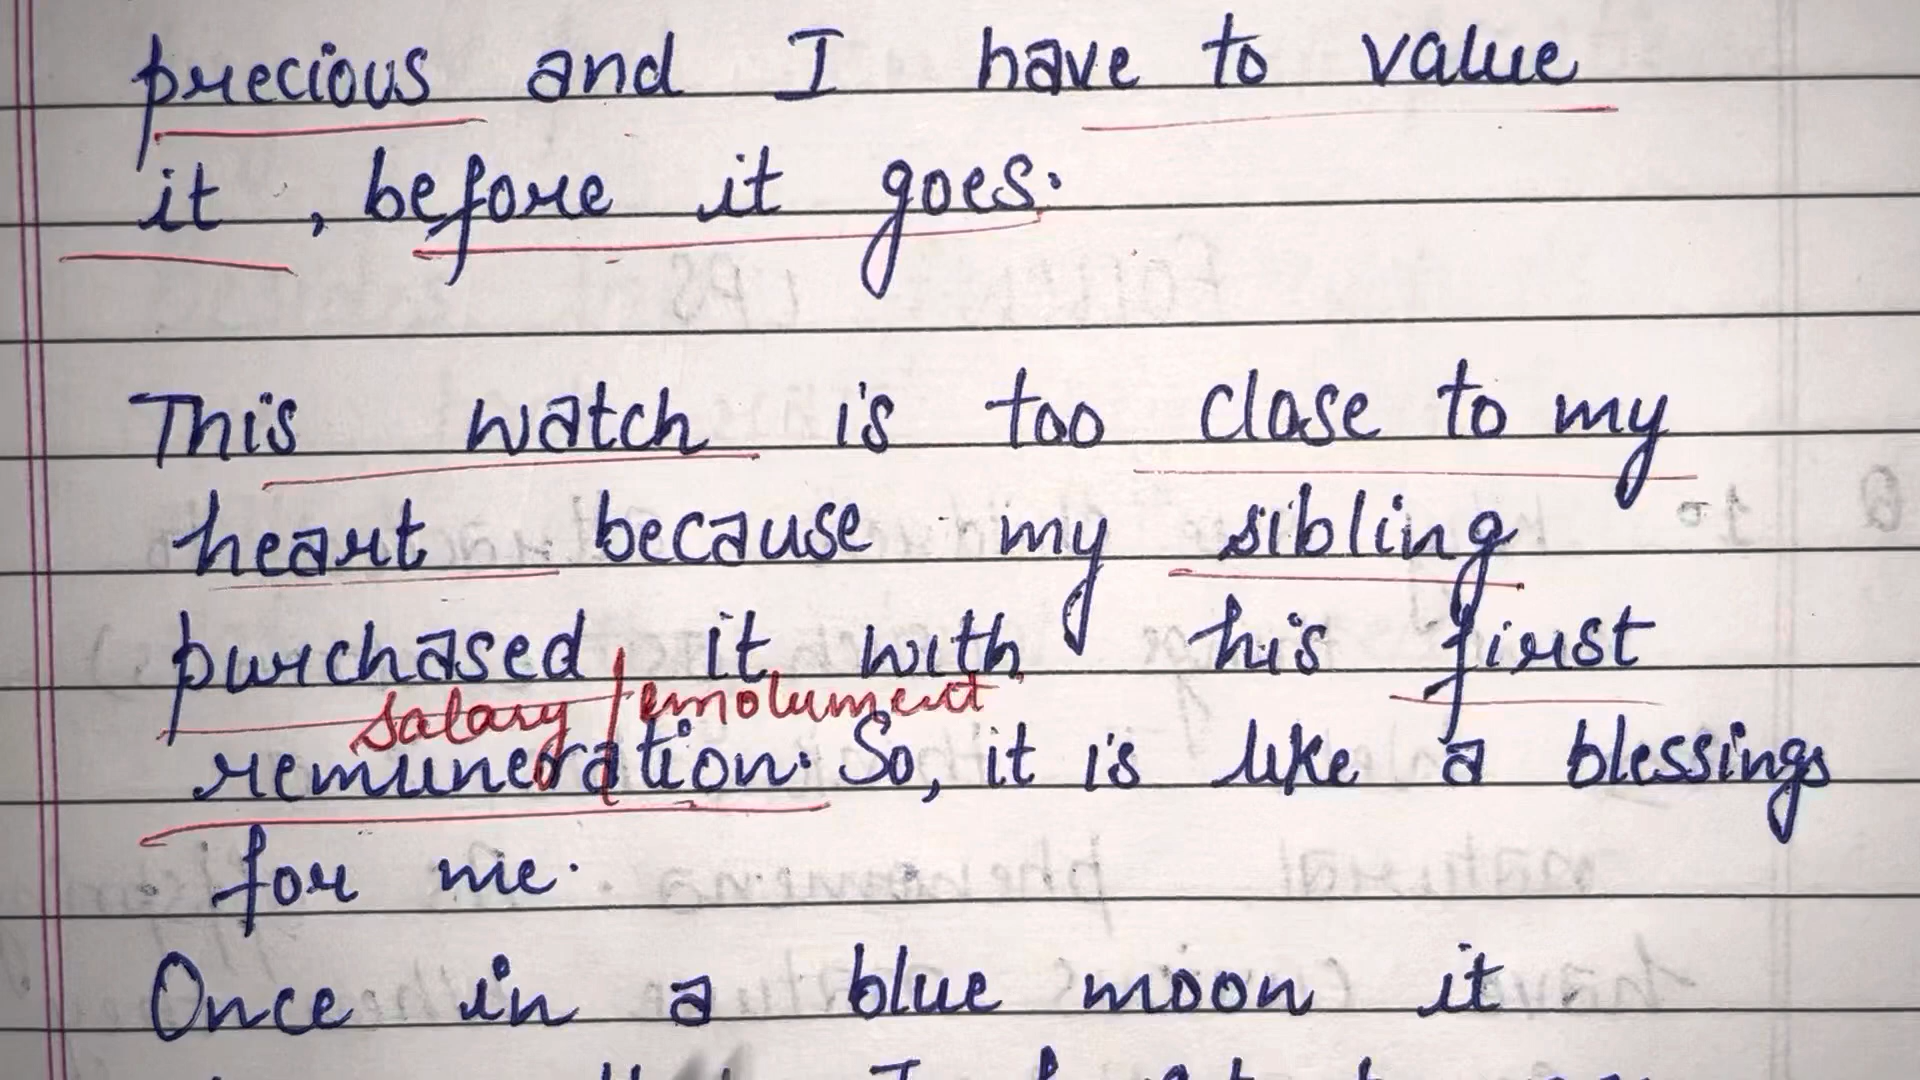 precious and I have to value
it, before it goes.
This watch is too close to my
heart because my sibling
purchased it with his first
salary / emolument
remuneration. So, it is like a blessings
for me.
Once in a blue moon it